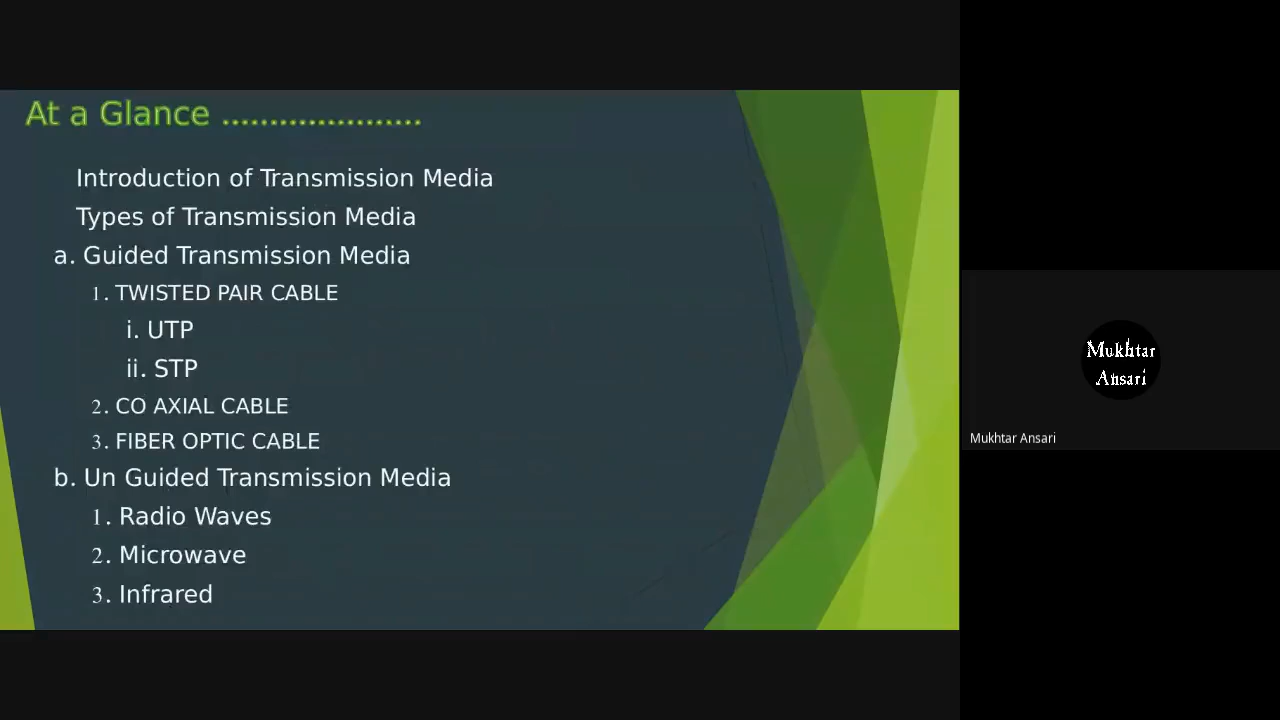 At a Glance .....................
Introduction of Transmission Media
Types of Transmission Media
a. Guided Transmission Media
1. TWISTED PAIR CABLE
i. UTP
ii. STP
2. CO AXIAL CABLE
3. FIBER OPTIC CABLE
b. Un Guided Transmission Media
1. Radio Waves
2. Microwave
3. Infrared
Mukhtar
Ansari
Mukhtar Ansari